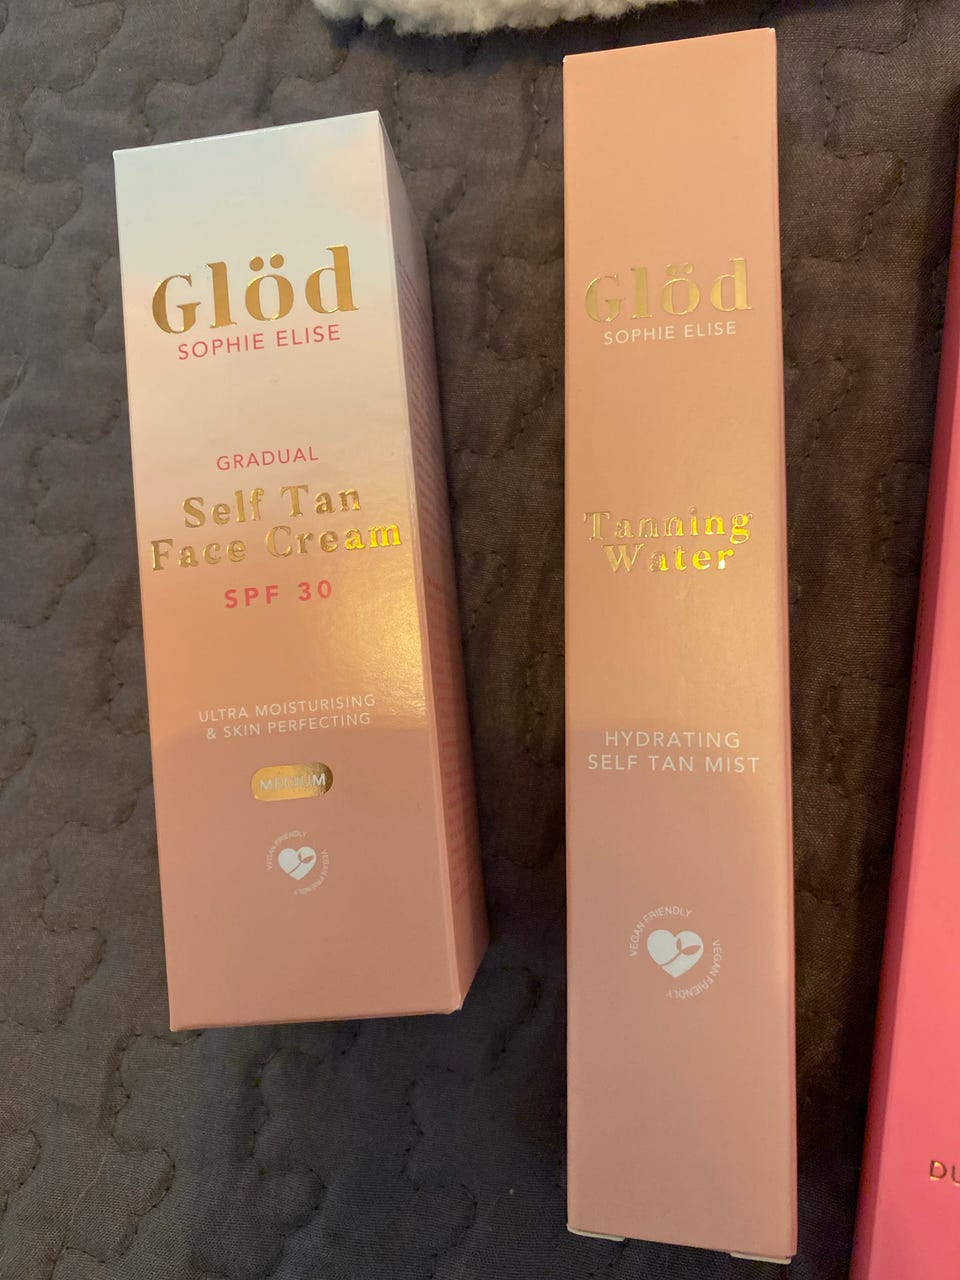 Glöd
SOPHIE ELISE
GRADUAL
Self Tan
Face Cream
SPF 30
ULTRA MOISTURISING
& SKIN PERFECTING
MEDIUM
VEGAN FRIENDLY
VEGAN FRIENDLY
Glöd
SOPHIE ELISE
Tanning
Water
HYDRATING
SELF TAN MIST
VEGAN FRIENDLY
VEGAN FRIENDLY